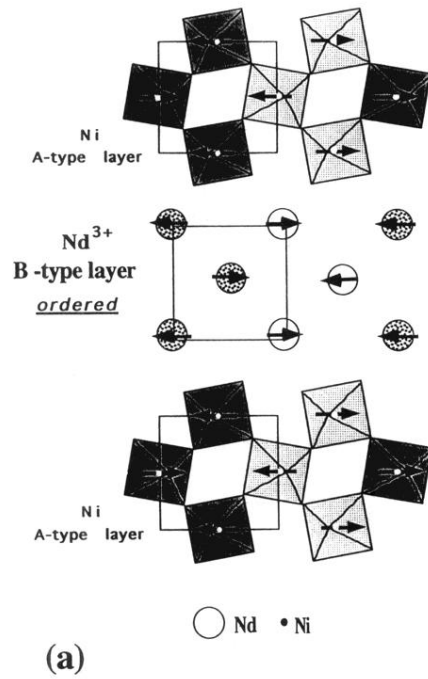 Ni
A-type layer
Nd³⁺
B-type layer
ordered
Ni
A-type layer
Nd • Ni
(a)